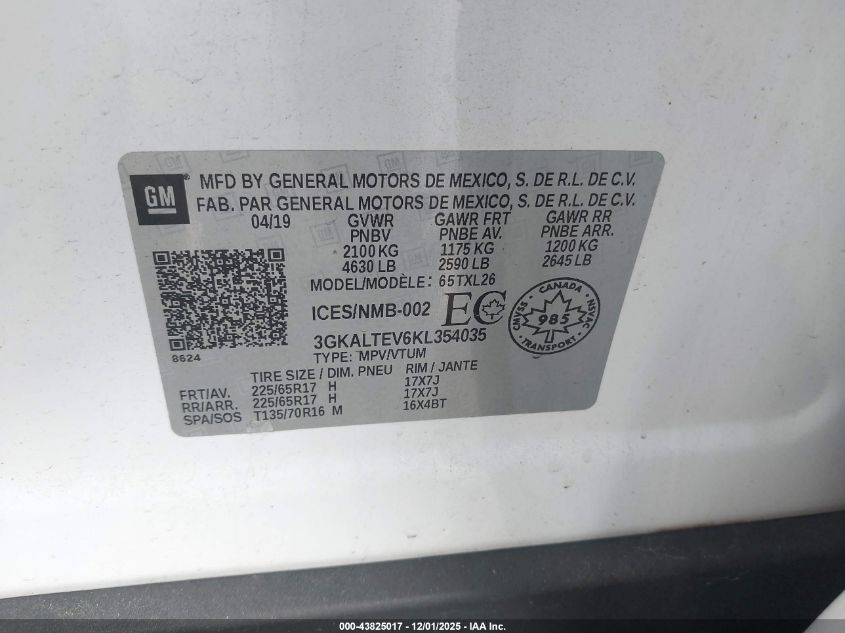 GM ® MFD BY GENERAL MOTORS DE MEXICO, S. DE R.L. DE C.V.
FAB. PAR GENERAL MOTORS DE MEXICO, S. DE R.L. DE C.V.
04/19 GVWR GAWR FRT GAWR RR
PNBV PNBE AV. PNBE ARR.
2100 KG 1175 KG 1200 KG
4630 LB 2590 LB 2645 LB
MODEL/MODÈLE: 65TXL26
ICES/NMB-002 EC
CANADA
CMVSS 985 NSVAC
3GKALTEV6KL354035
8624
TYPE: MPV/VTUM
TIRE SIZE / DIM. PNEU RIM / JANTE
FRT/AV. 225/65R17 H 17X7J
RR/ARR. 225/65R17 H 17X7J
SPA/SOS T135/70R16 M 16X4BT
000-43825017 - 12/01/2025 - IAA Inc.